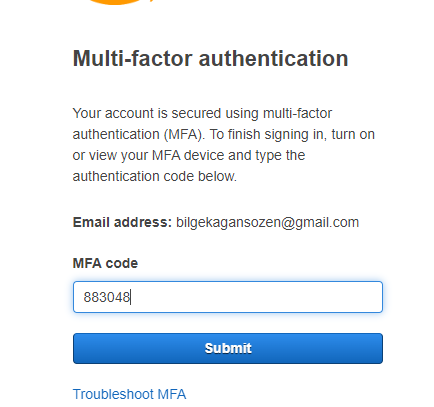 Multi-factor authentication
Your account is secured using multi-factor
authentication (MFA). To finish signing in, turn on
or view your MFA device and type the
authentication code below.
Email address: bilgekagansozen@gmail.com
MFA code
883048
Submit
Troubleshoot MFA